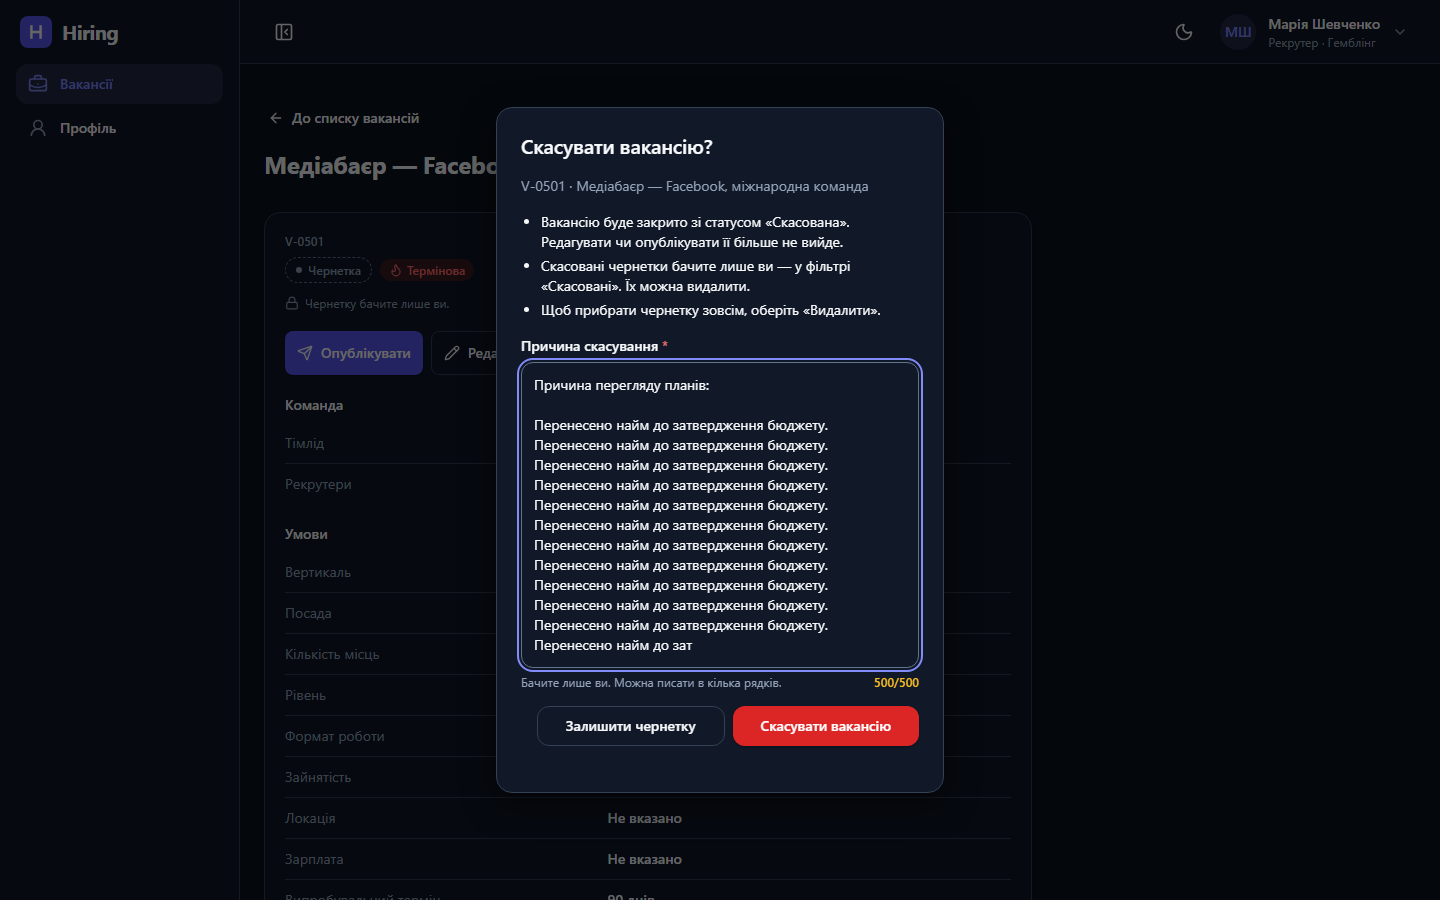 H Hiring
Вакансії
Профіль
МШ
Марія Шевченко
Рекрутер · Гемблінг
До списку вакансій
Медіабаєр — Facebo
V-0501
Чернетка
Термінова
Чернетку бачите лише ви.
Опублікувати
Реда
Команда
Тімлід
Рекрутери
Умови
Вертикаль
Посада
Кількість місць
Рівень
Формат роботи
Зайнятість
Локація
Не вказано
Зарплата
Не вказано
Скасувати вакансію?
V-0501 · Медіабаєр — Facebook, міжнародна команда
Вакансію буде закрито зі статусом «Скасована».
Редагувати чи опублікувати її більше не вийде.
Скасовані чернетки бачите лише ви — у фільтрі
«Скасовані». Їх можна видалити.
Щоб прибрати чернетку зовсім, оберіть «Видалити».
Причина скасування *
Причина перегляду планів:
Перенесено найм до затвердження бюджету.
Перенесено найм до затвердження бюджету.
Перенесено найм до затвердження бюджету.
Перенесено найм до затвердження бюджету.
Перенесено найм до затвердження бюджету.
Перенесено найм до затвердження бюджету.
Перенесено найм до затвердження бюджету.
Перенесено найм до затвердження бюджету.
Перенесено найм до затвердження бюджету.
Перенесено найм до затвердження бюджету.
Перенесено найм до затвердження бюджету.
Перенесено найм до зат
Бачите лише ви. Можна писати в кілька рядків.
500/500
Залишити чернетку
Скасувати вакансію